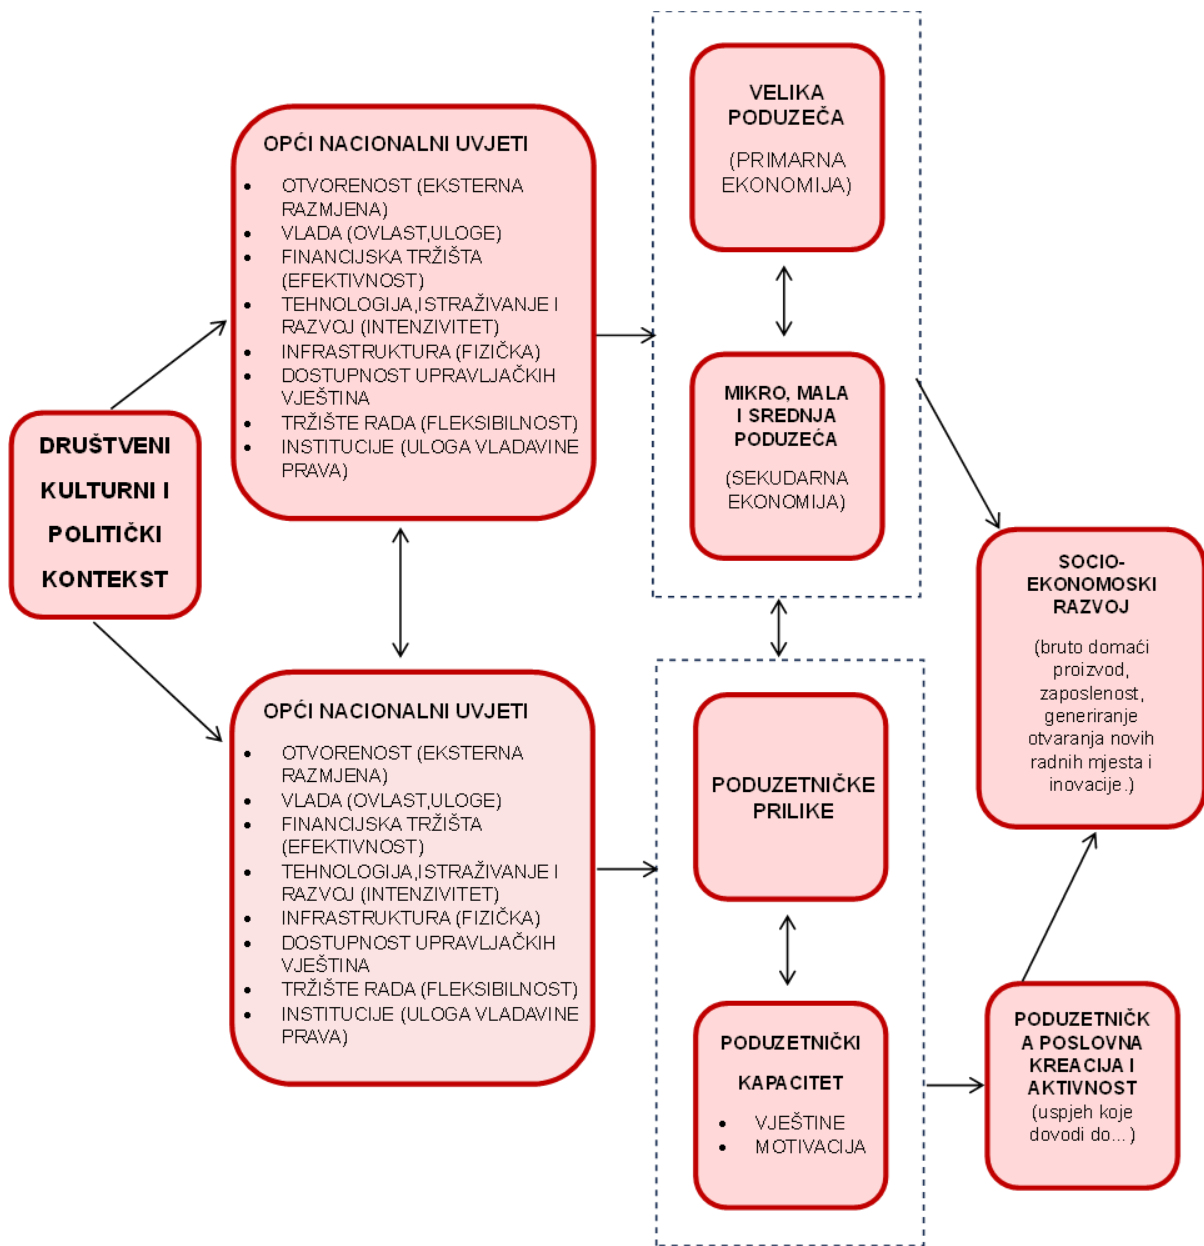 VELIKA
PODUZEČA
(PRIMARNA
EKONOMIJA)
OPĆI NACIONALNI UVJETI
• OTVORENOST (EKSTERNA
RAZMJENA)
• VLADA (OVLAST,ULOGE)
• FINANCIJSKA TRŽIŠTA
(EFEKTIVNOST)
• TEHNOLOGIJA,ISTRAŽIVANJE I
RAZVOJ (INTENZIVITET)
• INFRASTRUKTURA (FIZIČKA)
• DOSTUPNOST UPRAVLJAČKIH
VJEŠTINA
• TRŽIŠTE RADA (FLEKSIBILNOST)
• INSTITUCIJE (ULOGA VLADAVINE
PRAVA)
MIKRO, MALA
I SREDNJA
PODUZEĆA
(SEKUDARNA
EKONOMIJA)
DRUŠTVENI
KULTURNI I
POLITIČKI
KONTEKST
SOCIO-
EKONOMOSKI
RAZVOJ
(bruto domaći
proizvod,
zaposlenost,
generiranje
otvaranja novih
radnih mjesta i
inovacije.)
OPĆI NACIONALNI UVJETI
• OTVORENOST (EKSTERNA
RAZMJENA)
• VLADA (OVLAST,ULOGE)
• FINANCIJSKA TRŽIŠTA
(EFEKTIVNOST)
• TEHNOLOGIJA,ISTRAŽIVANJE I
RAZVOJ (INTENZIVITET)
• INFRASTRUKTURA (FIZIČKA)
• DOSTUPNOST UPRAVLJAČKIH
VJEŠTINA
• TRŽIŠTE RADA (FLEKSIBILNOST)
• INSTITUCIJE (ULOGA VLADAVINE
PRAVA)
PODUZETNIČKE
PRILIKE
PODUZETNIČKI
KAPACITET
• VJEŠTINE
• MOTIVACIJA
PODUZETNIČK
A POSLOVNA
KREACIJA I
AKTIVNOST
(uspjeh koje
dovodi do...)